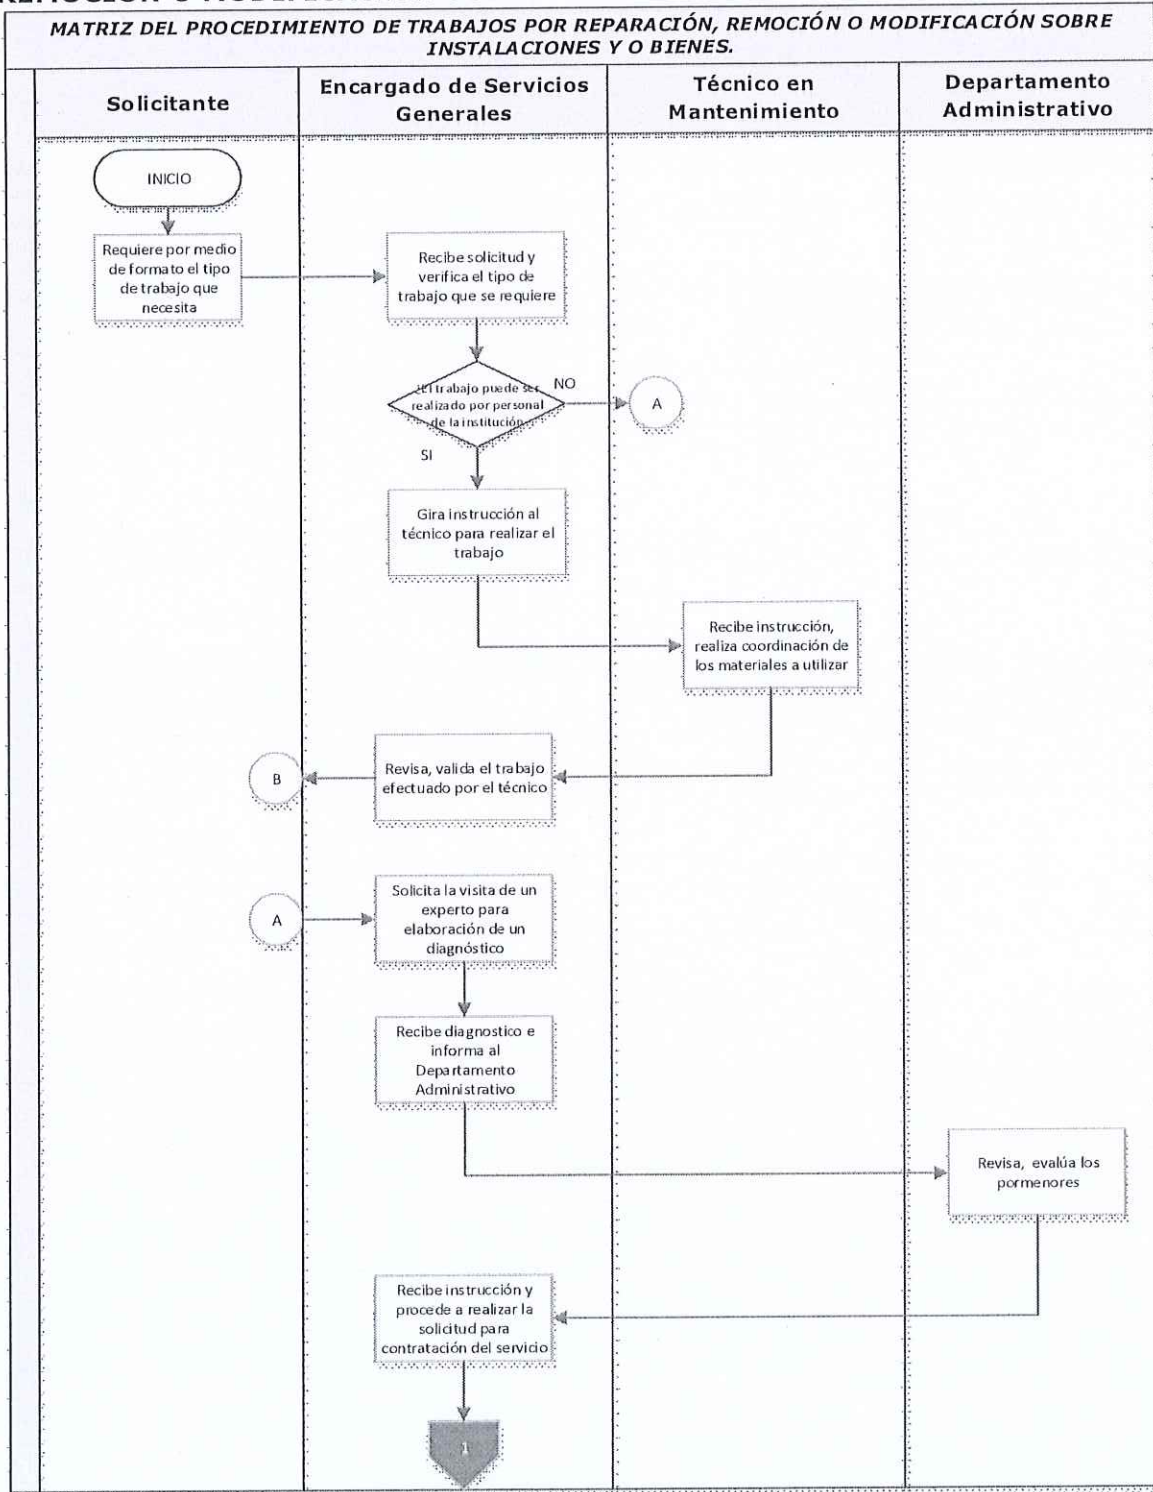 MATRIZ DEL PROCEDIMIENTO DE TRABAJOS POR REPARACIÓN, REMOCIÓN O MODIFICACIÓN SOBRE
INSTALACIONES Y O BIENES.
Solicitante
Encargado de Servicios
Generales
Técnico en
Mantenimiento
Departamento
Administrativo
INICIO
Requiere por medio
de formato el tipo
de trabajo que
necesita
Recibe solicitud y
verifica el tipo de
trabajo que se requiere
¿El trabajo puede ser
realizado por personal
de la institución
NO
A
SI
Gira instrucción al
técnico para realizar el
trabajo
Recibe instrucción,
realiza coordinación de
los materiales a utilizar
Revisa, valida el trabajo
efectuado por el técnico
B
A
Solicita la visita de un
experto para
elaboración de un
diagnóstico
Recibe diagnostico e
informa al
Departamento
Administrativo
Revisa, evalúa los
pormenores
Recibe instrucción y
procede a realizar la
solicitud para
contratación del servicio
1